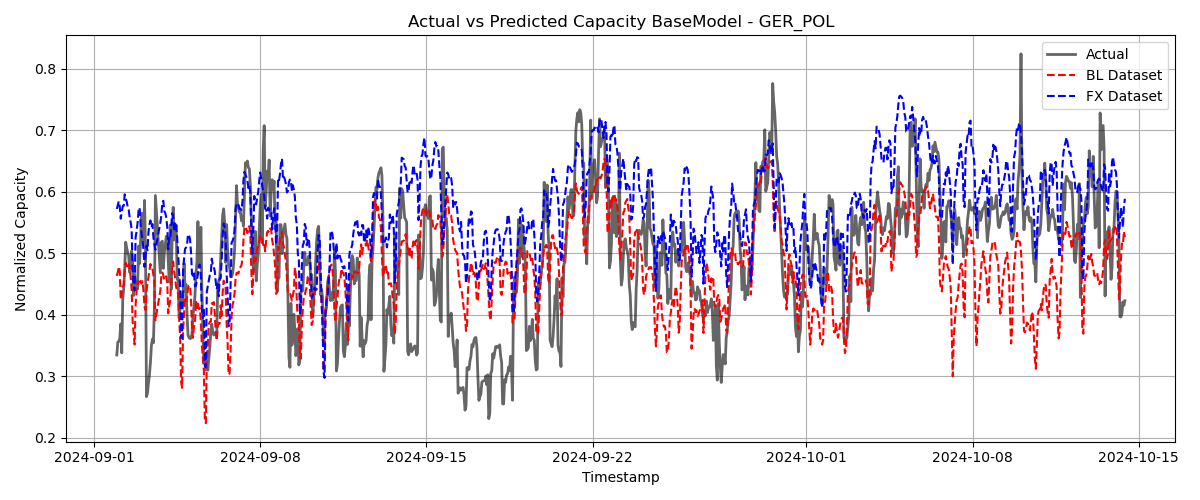 Actual vs Predicted Capacity BaseModel - GER_POL
Normalized Capacity
0.8
0.7
0.6
0.5
0.4
0.3
0.2
Actual
BL Dataset
FX Dataset
2024-09-01
2024-09-08
2024-09-15
2024-09-22
2024-10-01
2024-10-08
2024-10-15
Timestamp